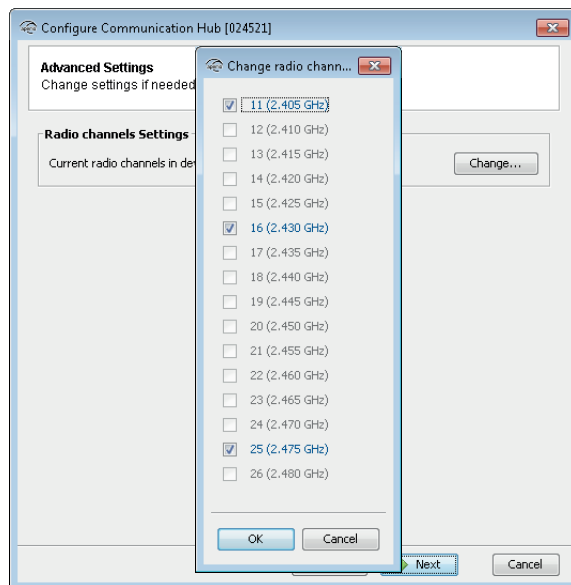 Configure Communication Hub [024521]
Advanced Settings
Change settings if needed
Radio channels Settings
Current radio channels in dev
Change...
Change radio chann...
11 (2.405 GHz)
12 (2.410 GHz)
13 (2.415 GHz)
14 (2.420 GHz)
15 (2.425 GHz)
16 (2.430 GHz)
17 (2.435 GHz)
18 (2.440 GHz)
19 (2.445 GHz)
20 (2.450 GHz)
21 (2.455 GHz)
22 (2.460 GHz)
23 (2.465 GHz)
24 (2.470 GHz)
25 (2.475 GHz)
26 (2.480 GHz)
OK Cancel
Next Cancel